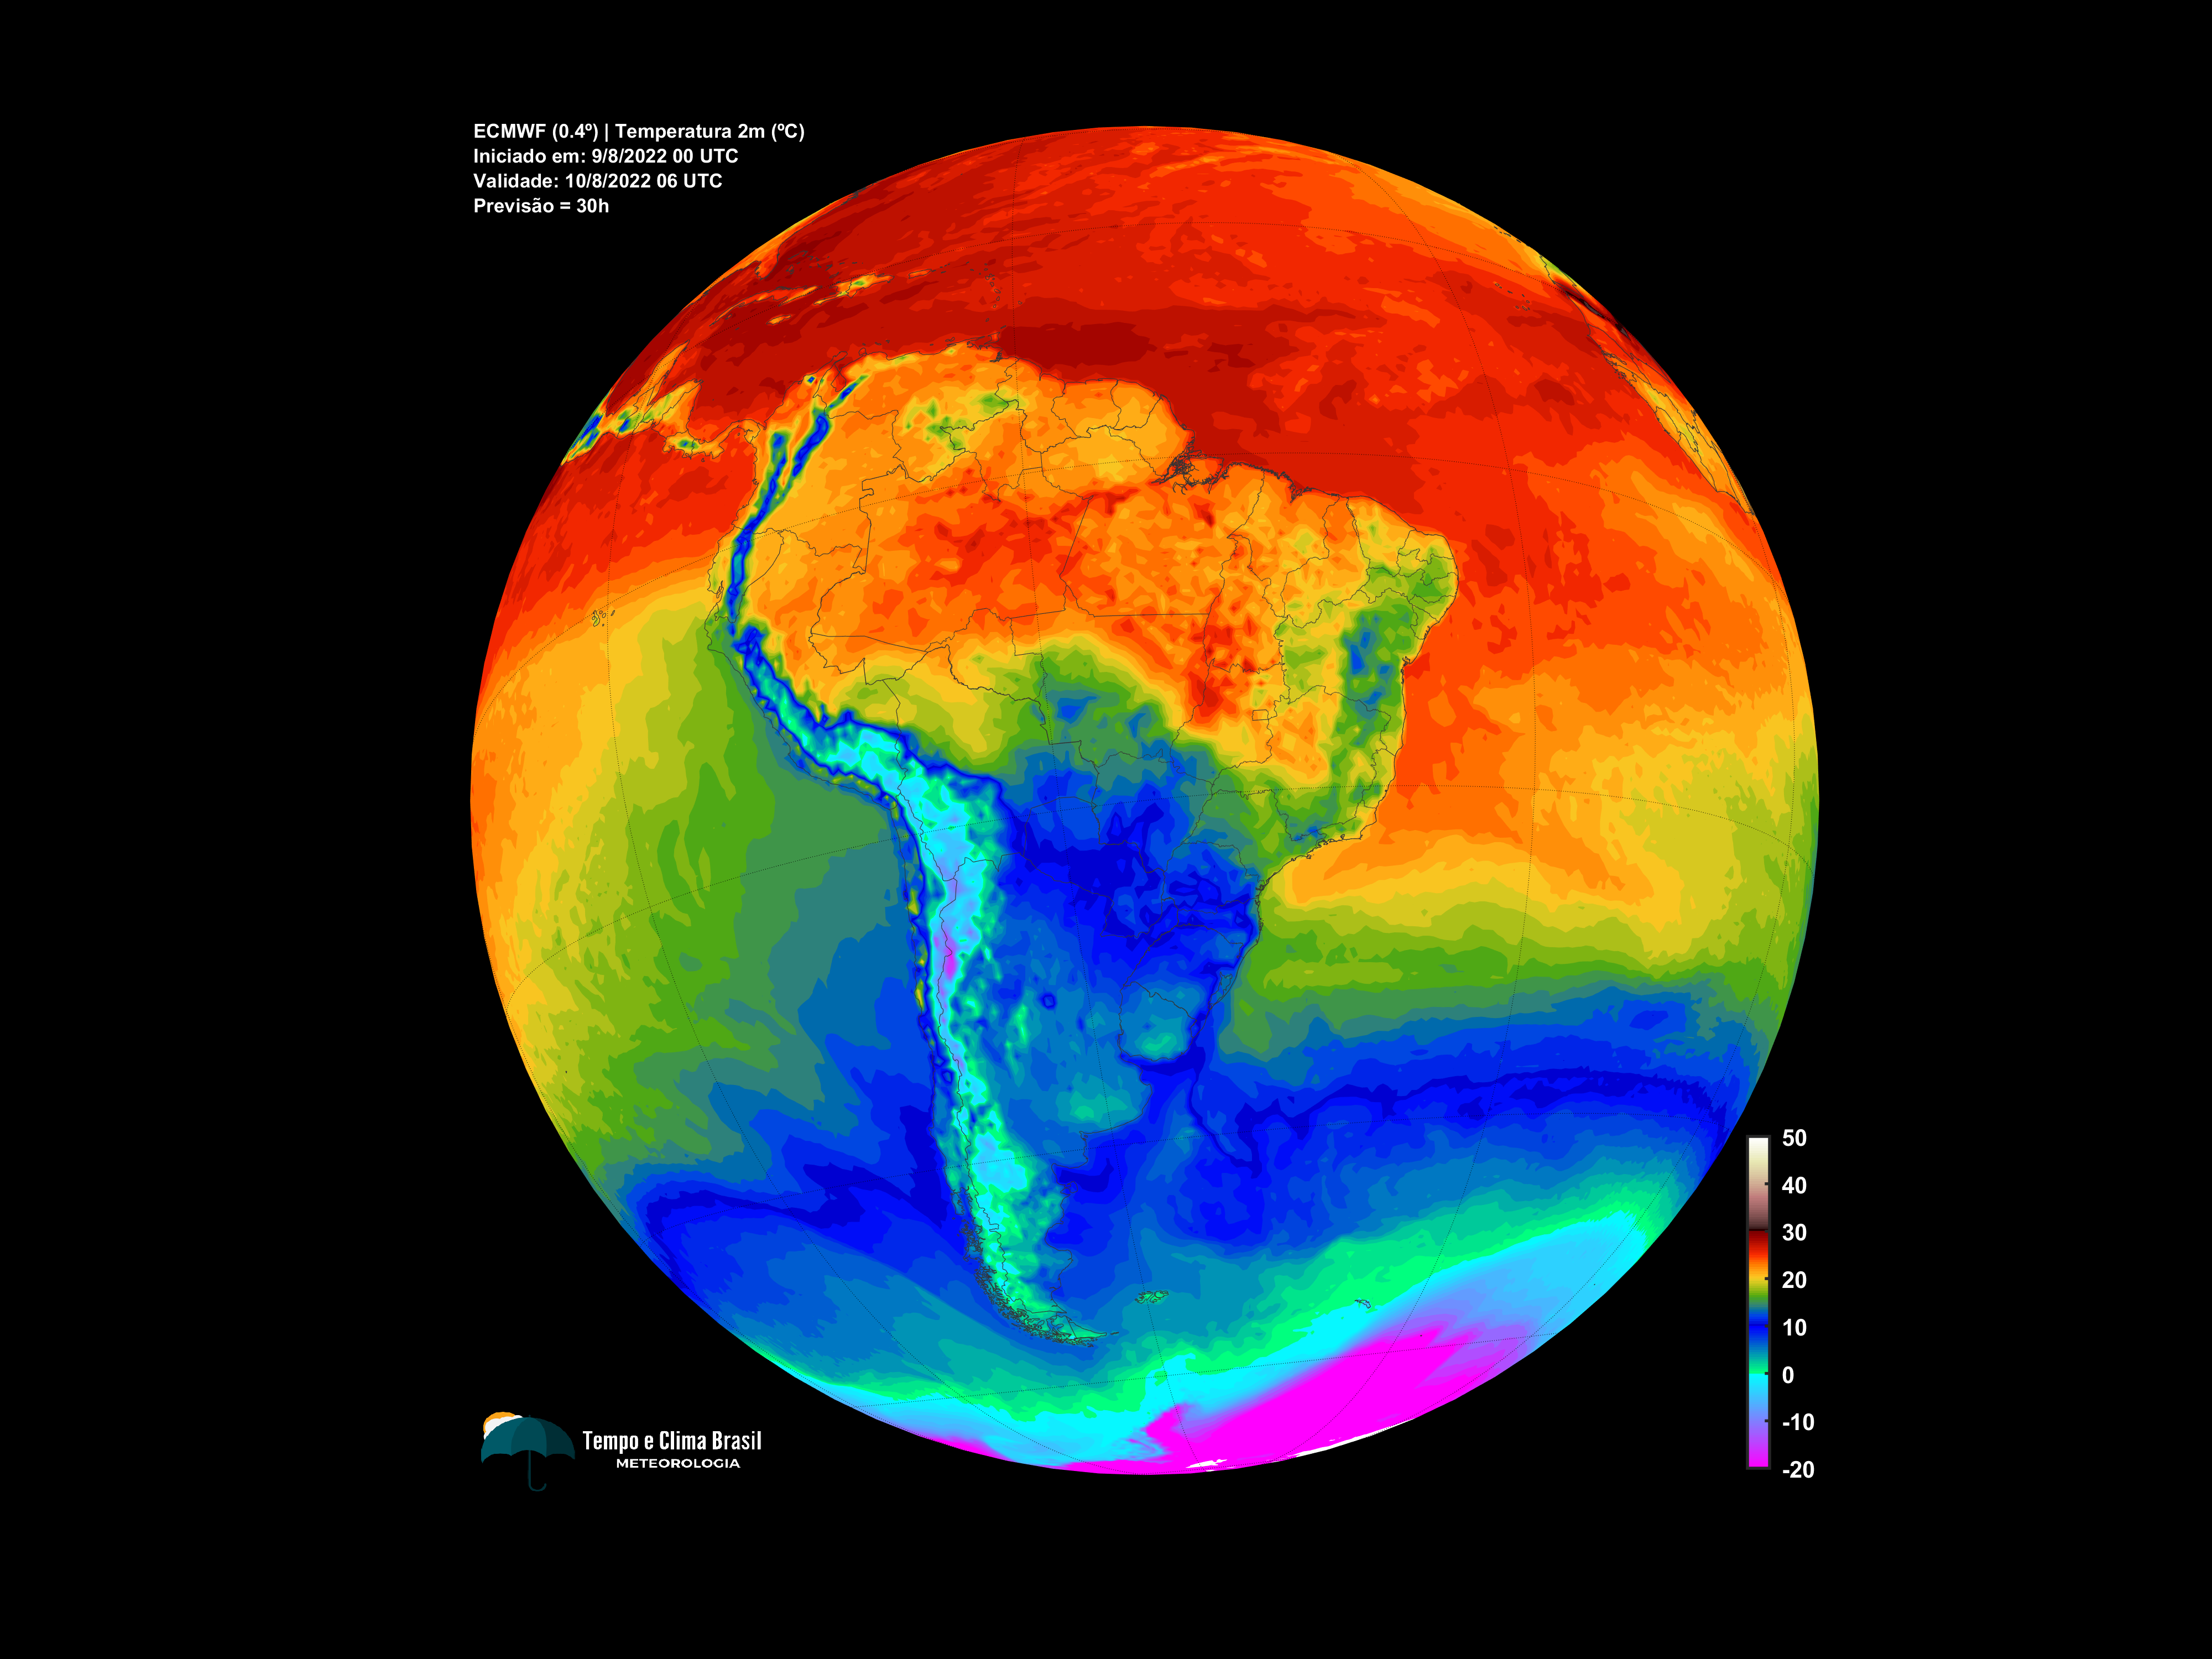 ECMWF (0.4º) | Temperatura 2m (ºC)
Iniciado em: 9/8/2022 00 UTC
Validade: 10/8/2022 06 UTC
Previsão = 30h
50
40
30
20
10
0
-10
-20
Tempo e Clima Brasil
METEOROLOGIA